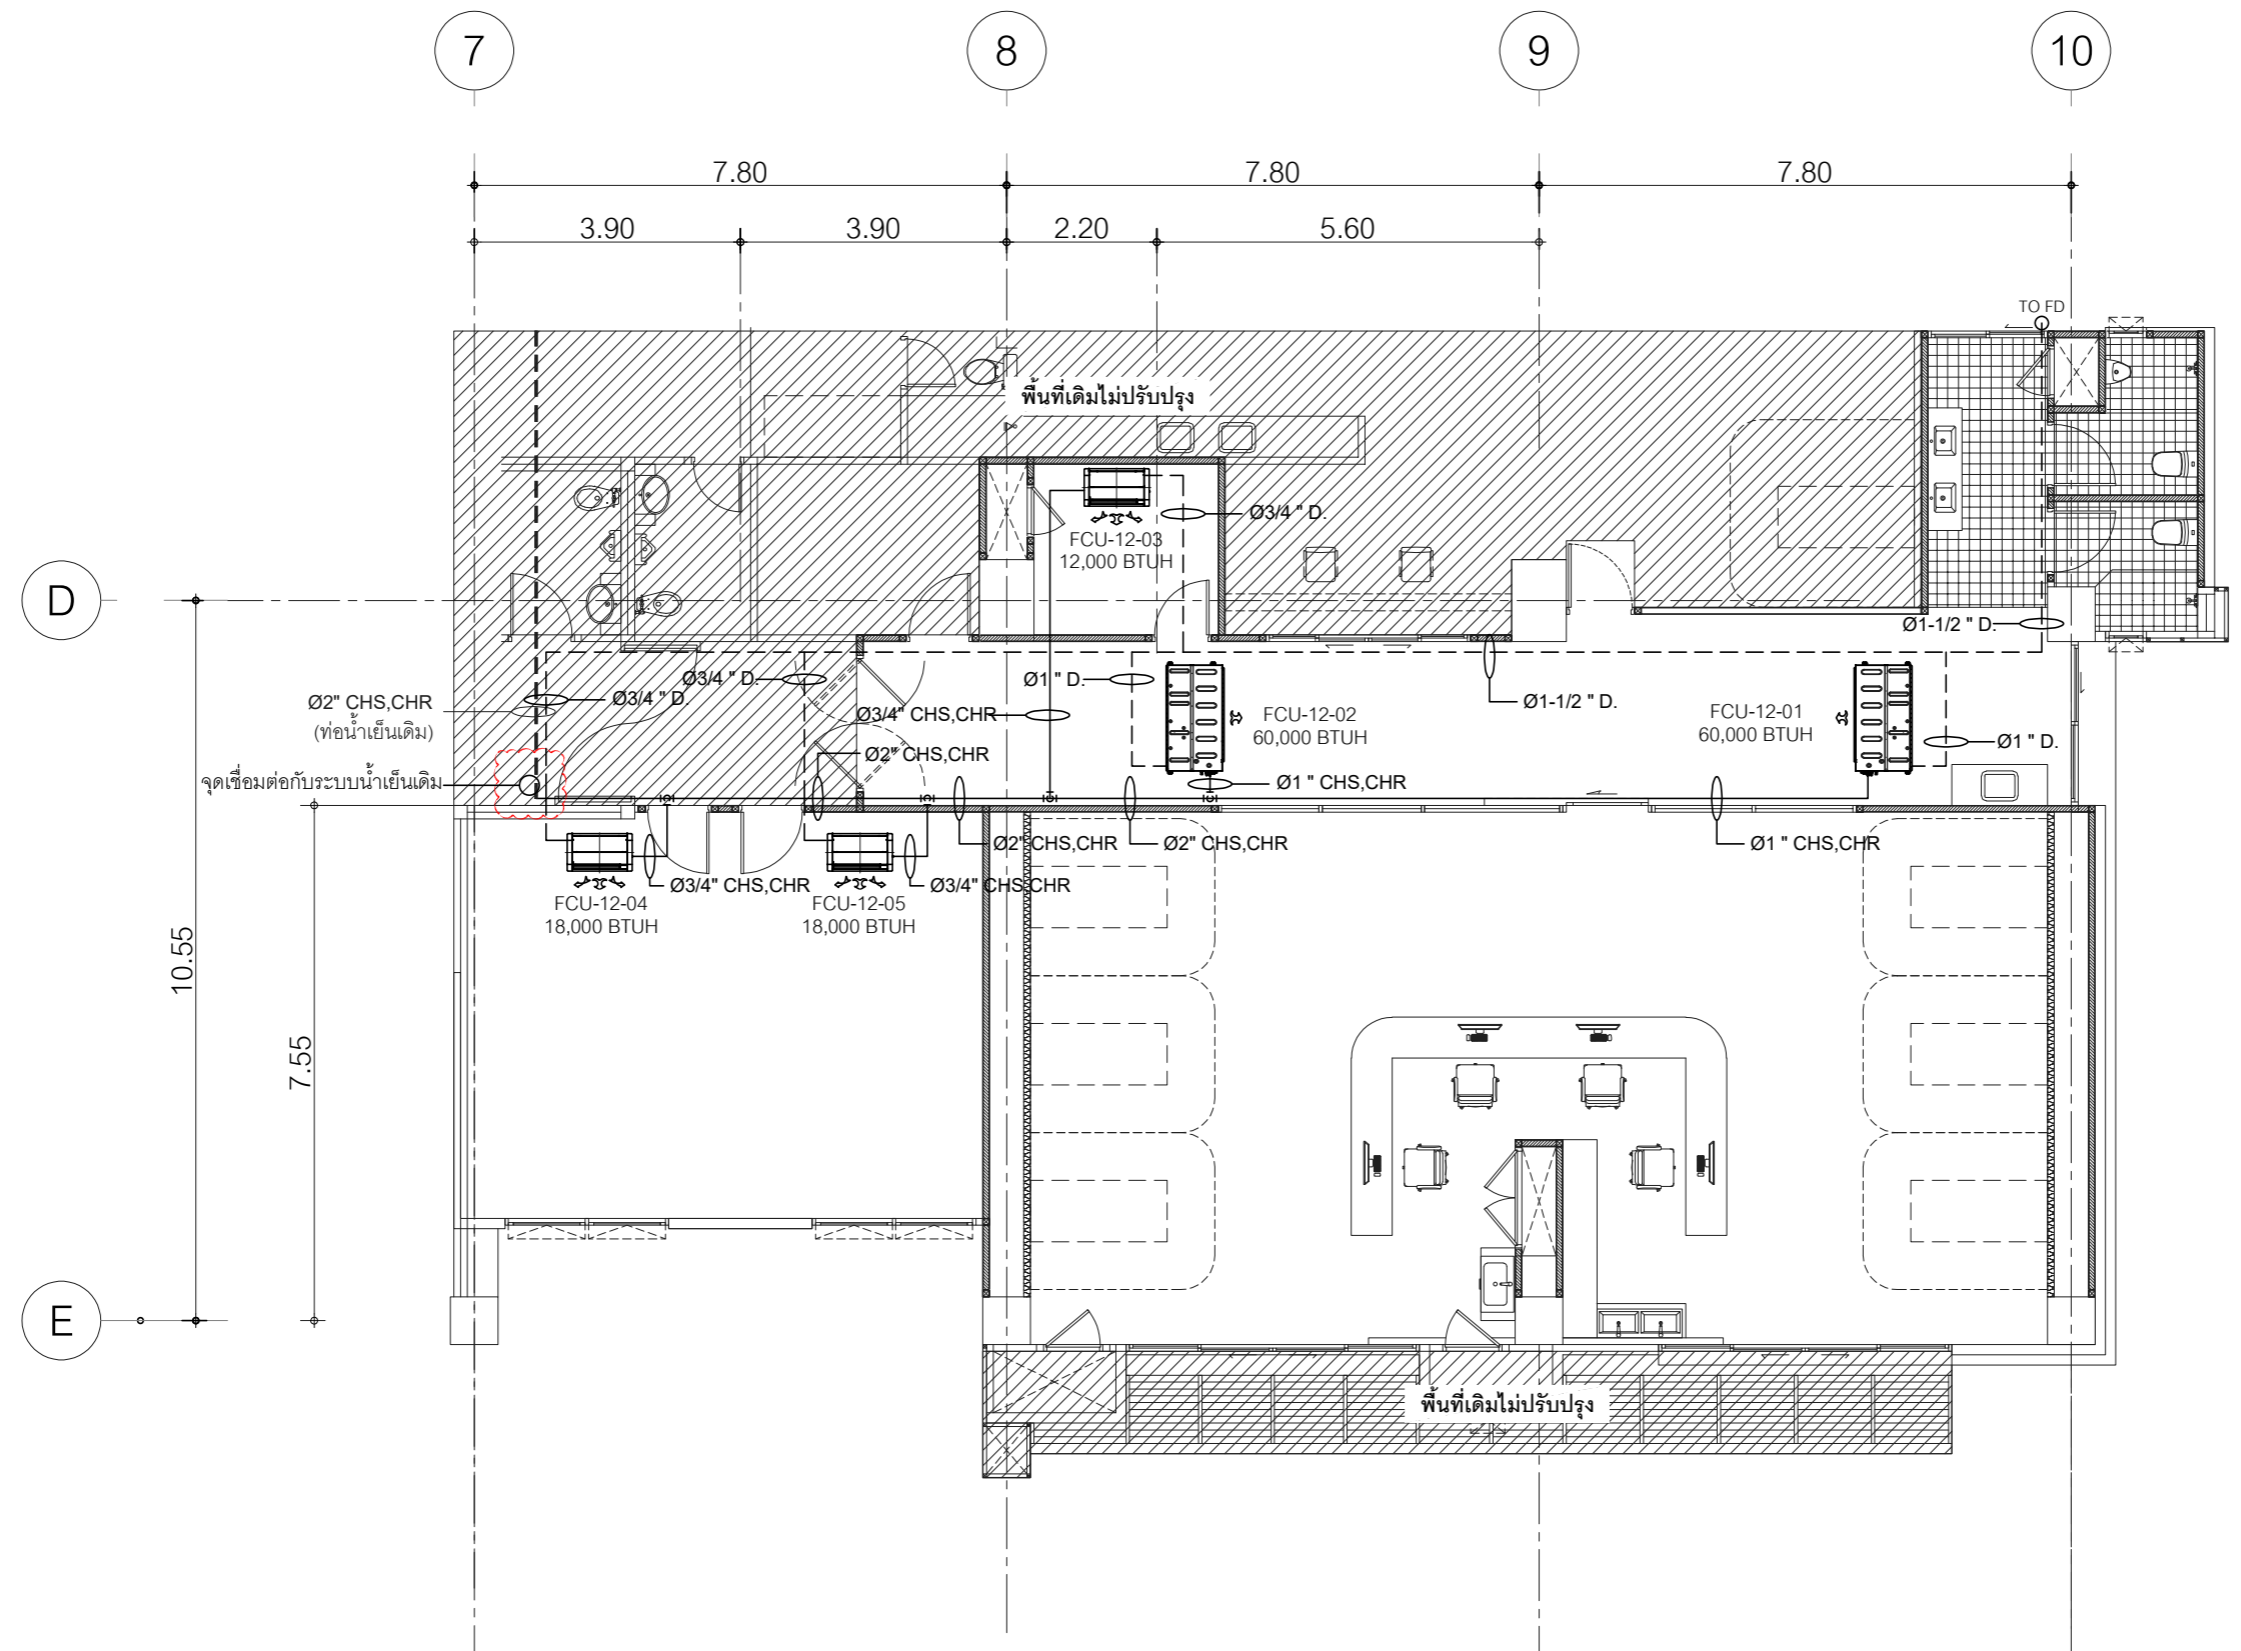 7
8
9
10
7.80
7.80
7.80
3.90
3.90
2.20
5.60
TO FD
พื้นที่เดิมไม่ปรับปรุง
Ø3/4 " D.
FCU-12-03
12,000 BTUH
D
Ø1-1/2 " D.
Ø3/4 " D.
Ø3/4 " D.
Ø1 " D.
Ø2" CHS,CHR
(ท่อน้ำเย็นเดิม)
Ø3/4" CHS,CHR
FCU-12-02
60,000 BTUH
Ø1-1/2 " D.
FCU-12-01
60,000 BTUH
Ø1 " D.
Ø2" CHS,CHR
จุดเชื่อมต่อกับระบบน้ำเย็นเดิม
Ø1 " CHS,CHR
Ø2" CHS,CHR
Ø2" CHS,CHR
Ø1 " CHS,CHR
Ø3/4" CHS,CHR
Ø3/4" CHS,CHR
FCU-12-04
18,000 BTUH
FCU-12-05
18,000 BTUH
10.55
7.55
E
พื้นที่เดิมไม่ปรับปรุง